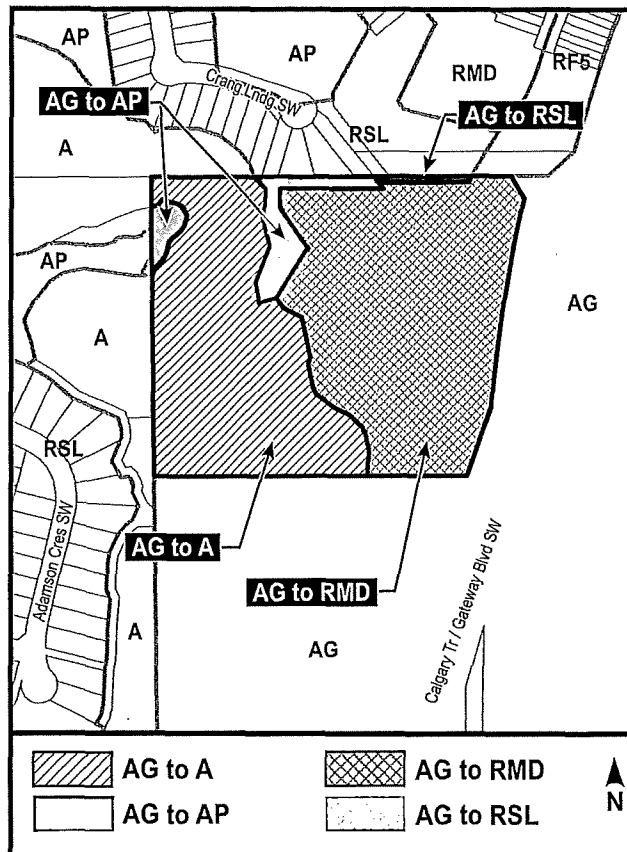 AP
AP
RF5
RMD
AG to AP
Crang Lndg SW
AG to RSL
RSL
A
AP
AG
A
RSL
Adamson Cres SW
AG to A
AG to RMD
A
AG
Calgary Tr / Gateway Blvd SW
AG to A
AG to RMD
AG to AP
AG to RSL
N